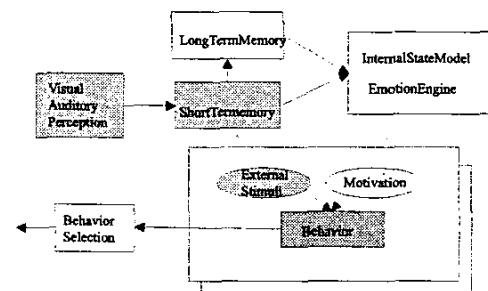 LongTermMemory
InternalStateModel
EmotionEngine
Visual
Auditory
Perception
ShortTermemory
External
Stimuli
Motivation
Behavior
Selection
Behavior